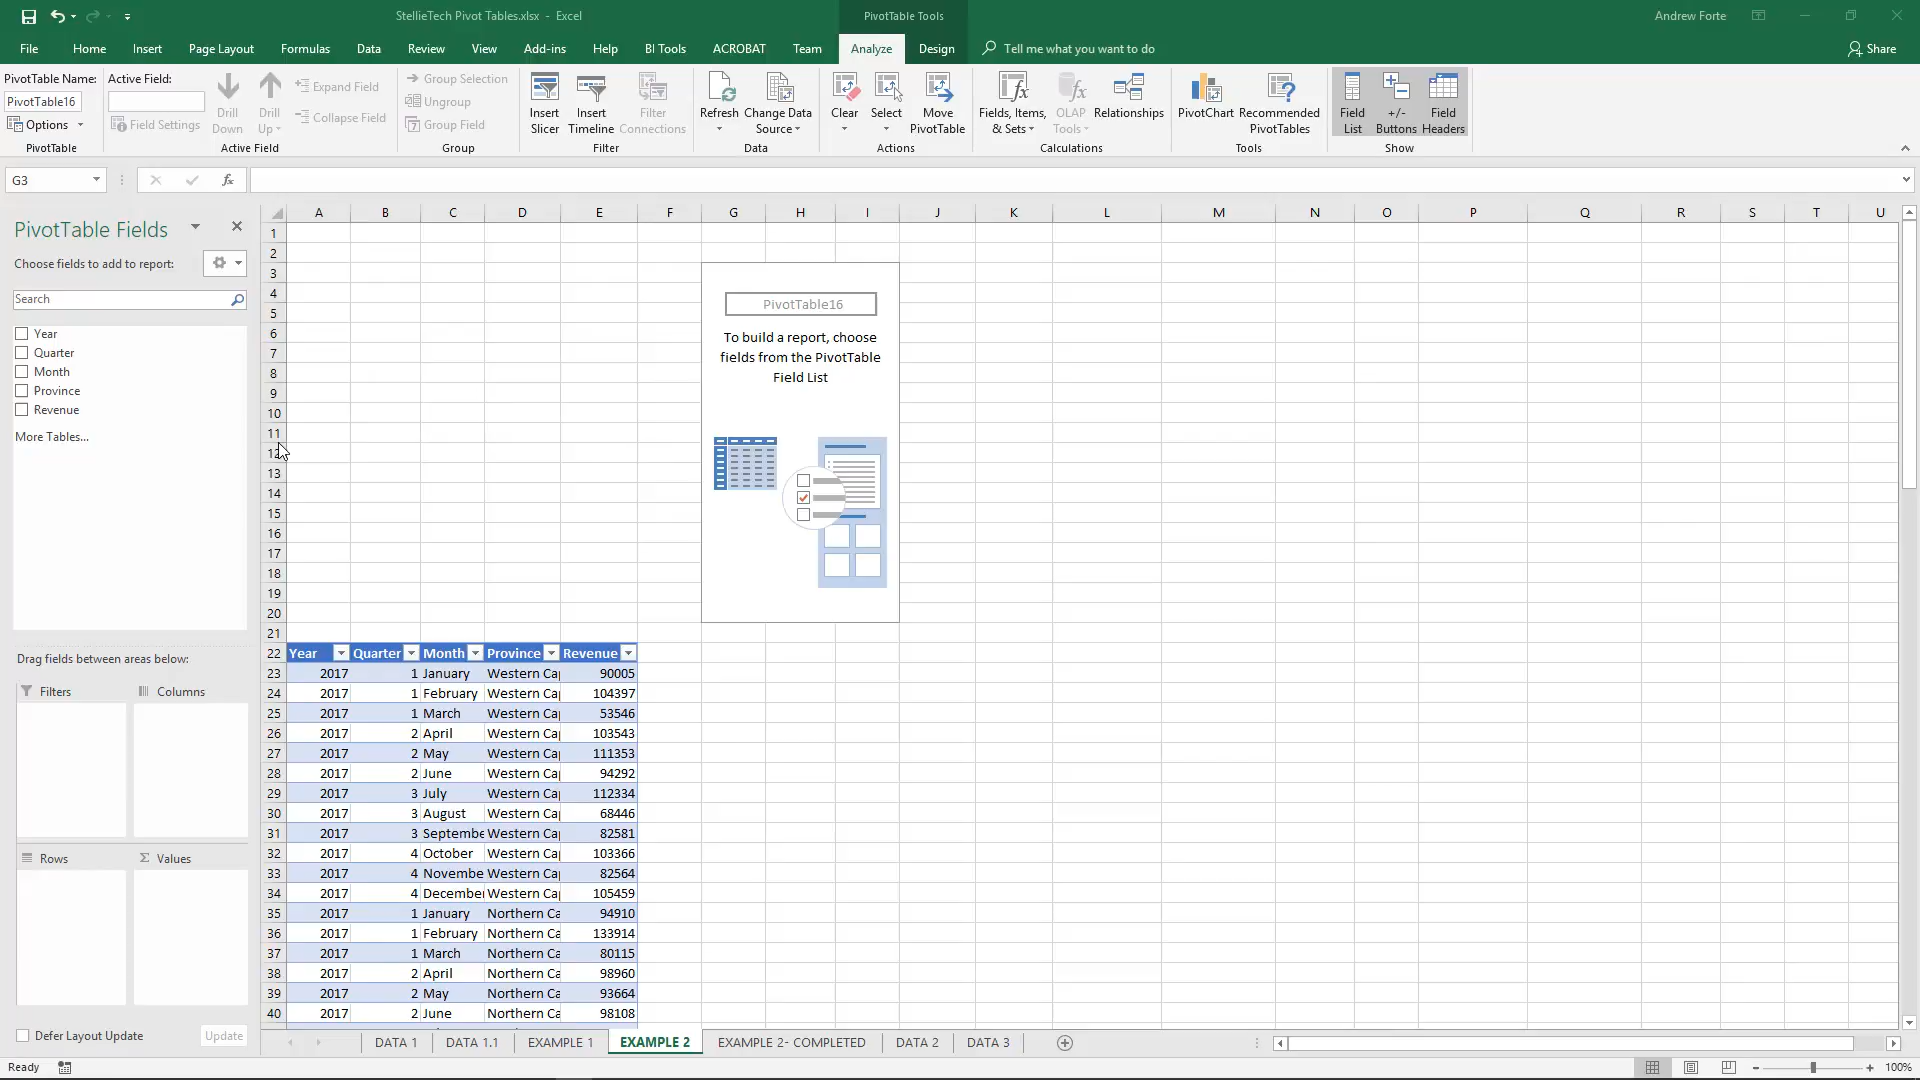 StellieTech Pivot Tables.xlsx - Excel
PivotTable Tools
Andrew Forte
File Home Insert Page Layout Formulas Data Review View Add-ins Help BI Tools ACROBAT Team Analyze Design Tell me what you want to do Share
PivotTable Name:
PivotTable16
Options
PivotTable
Active Field:
Field Settings
Drill Down
Drill Up
Expand Field
Collapse Field
Active Field
Group Selection
Ungroup
Group Field
Group
Insert Slicer
Insert Timeline
Filter Connections
Filter
Refresh
Change Data Source
Data
Clear
Select
Move PivotTable
Actions
Fields, Items, & Sets
OLAP Tools
Relationships
Calculations
PivotChart
Recommended PivotTables
Tools
Field List
+/- Buttons
Field Headers
Show
G3
fx
PivotTable Fields
Choose fields to add to report:
Search
Year
Quarter
Month
Province
Revenue
More Tables...
Drag fields between areas below:
Filters
Columns
Rows
Σ Values
Defer Layout Update
Update
A B C D E F G H I J K L M N O P Q R S T U
1
2
3
4
5
6
7
8
9
10
11
12
13
14
15
16
17
18
19
20
21
PivotTable16
To build a report, choose
fields from the PivotTable
Field List
22 Year Quarter Month Province Revenue
23 2017 1 January Western Cap 90005
24 2017 1 February Western Cap 104397
25 2017 1 March Western Cap 53546
26 2017 2 April Western Cap 103543
27 2017 2 May Western Cap 111353
28 2017 2 June Western Cap 94292
29 2017 3 July Western Cap 112334
30 2017 3 August Western Cap 68446
31 2017 3 Septembe Western Cap 82581
32 2017 4 October Western Cap 103366
33 2017 4 Novembe Western Cap 82564
34 2017 4 December Western Cap 105459
35 2017 1 January Northern Ca 94910
36 2017 1 February Northern Ca 133914
37 2017 1 March Northern Ca 80115
38 2017 2 April Northern Ca 98960
39 2017 2 May Northern Ca 93664
40 2017 2 June Northern Ca 98108
DATA 1 DATA 1.1 EXAMPLE 1 EXAMPLE 2 EXAMPLE 2- COMPLETED DATA 2 DATA 3
Ready
100%